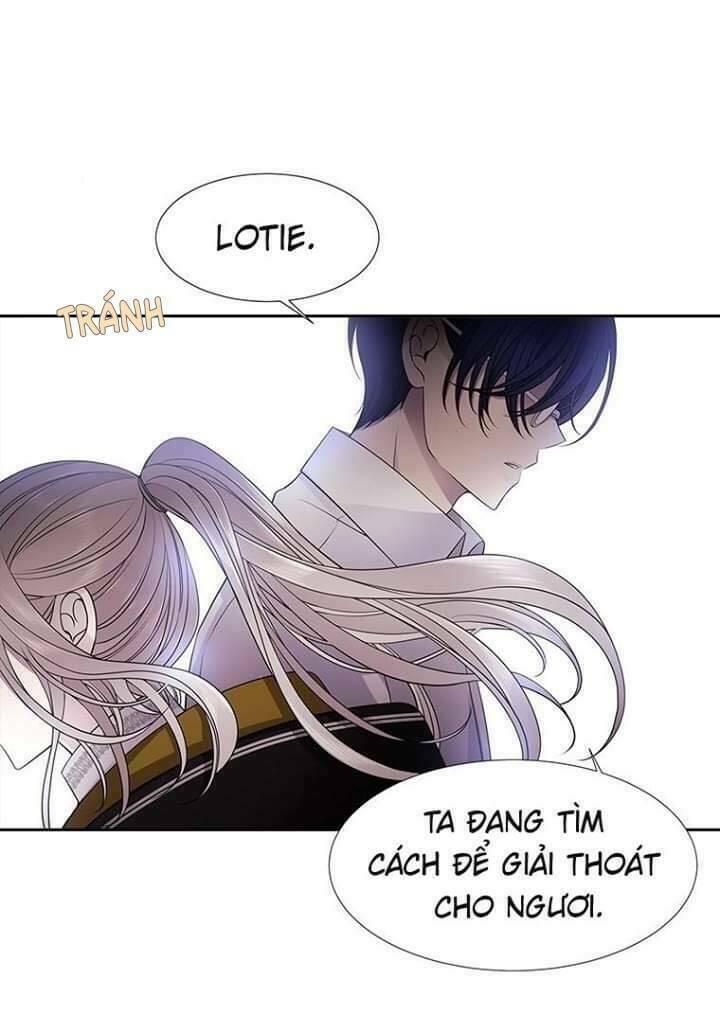 LOTIE.
TRÁNH
TA ĐANG TÌM
CÁCH ĐỂ GIẢI THOÁT
CHO NGƯƠI.